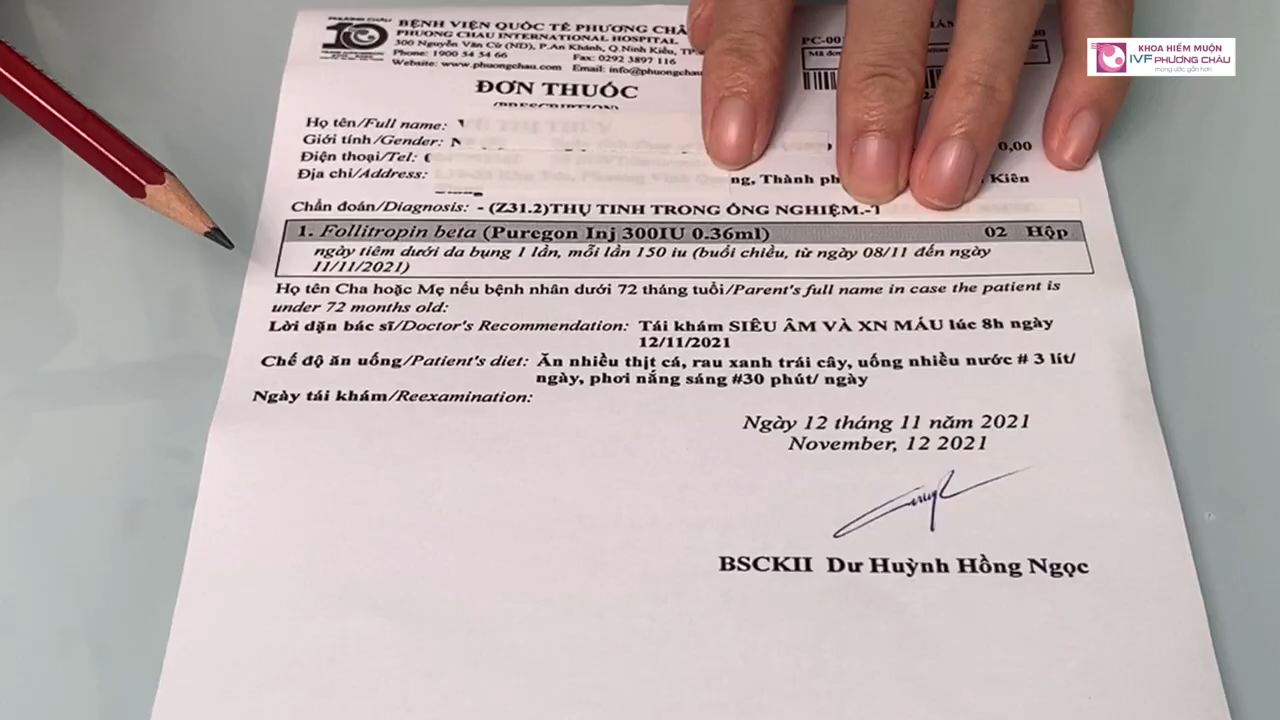 PHƯƠNG CHÂU
10
BỆNH VIỆN QUỐC TẾ PHƯƠNG CHÂ
PHUONG CHAU INTERNATIONAL HOSPITAL
300 Nguyễn Văn Cừ (ND), P.An Khánh, Q.Ninh Kiều, TP
Phone: 1900 54 54 66 Fax: 0292 3897 116
Website: www.phuongchau.com Email: info@phuongchau
KHOA HIẾM MUỘN
IVF PHƯƠNG CHÂU
mong ước gần hơn
ĐƠN THUỐC
(PRESCRIPTION)
Họ tên/Full name:
Giới tính/Gender:
Điện thoại/Tel:
0,00
Địa chỉ/Address: ng, Thành ph Kiên
Chẩn đoán/Diagnosis: - (Z31.2)THỤ TINH TRONG ỐNG NGHIỆM.-
1. Follitropin beta (Puregon Inj 300IU 0.36ml) 02 Hộp
ngày tiêm dưới da bụng 1 lần, mỗi lần 150 iu (buổi chiều, từ ngày 08/11 đến ngày
11/11/2021)
Họ tên Cha hoặc Mẹ nếu bệnh nhân dưới 72 tháng tuổi/Parent's full name in case the patient is
under 72 months old:
Lời dặn bác sĩ/Doctor's Recommendation: Tái khám SIÊU ÂM VÀ XN MÁU lúc 8h ngày
12/11/2021
Chế độ ăn uống/Patient's diet: Ăn nhiều thịt cá, rau xanh trái cây, uống nhiều nước # 3 lít/
ngày, phơi nắng sáng #30 phút/ ngày
Ngày tái khám/Reexamination:
Ngày 12 tháng 11 năm 2021
November, 12 2021
BSCKII Dư Huỳnh Hồng Ngọc